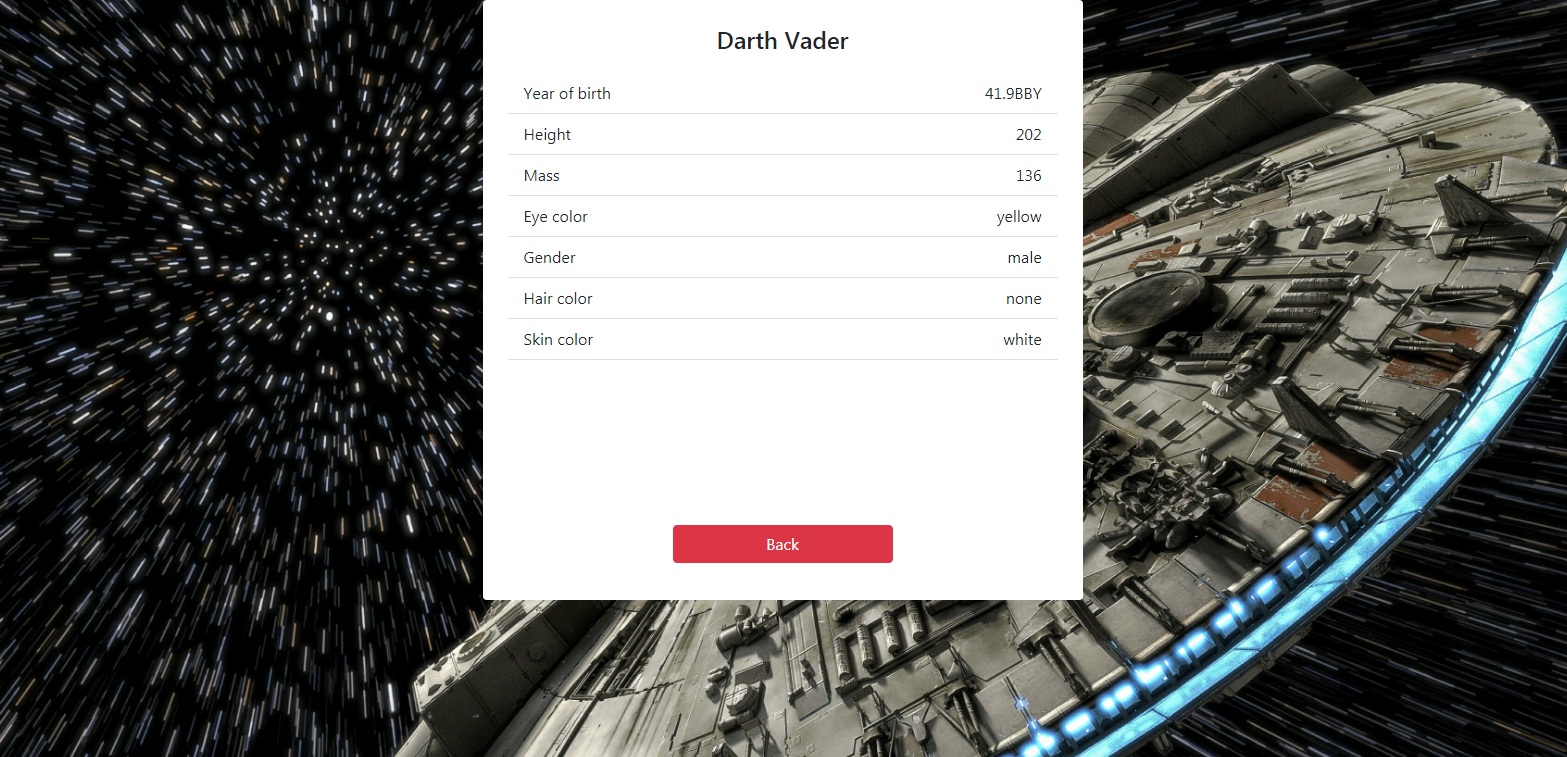 Darth Vader
Year of birth 41.9BBY
Height 202
Mass 136
Eye color yellow
Gender male
Hair color none
Skin color white
Back